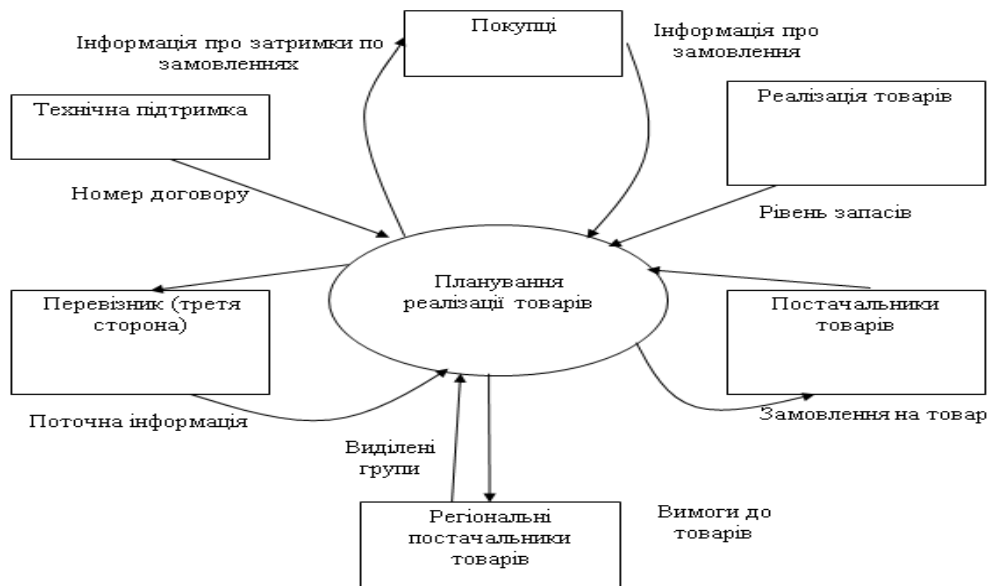 Покупці
Інформація про затримки по
замовленнях
Інформація про
замовлення
Технічна підтримка
Реалізація товарів
Номер договору
Рівень запасів
Планування
реалізації товарів
Перевізник (третя
сторона)
Постачальники
товарів
Поточна інформація
Замовлення на товар
Виділені
групи
Регіональні
постачальники
товарів
Вимоги до
товарів